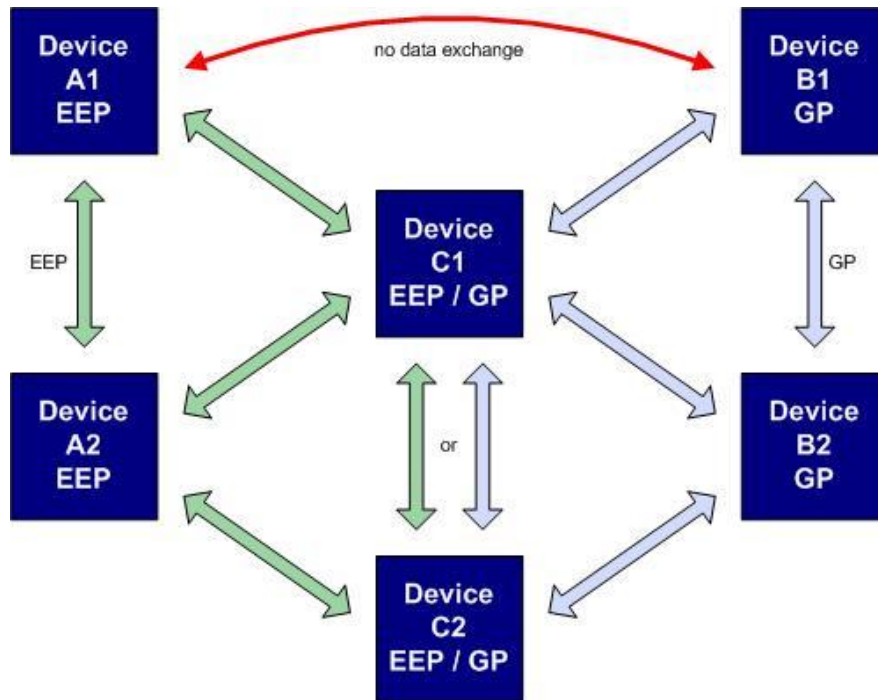 Device
A1
EEP
no data exchange
Device
B1
GP
Device
C1
EEP / GP
EEP
GP
Device
A2
EEP
or
Device
B2
GP
Device
C2
EEP / GP